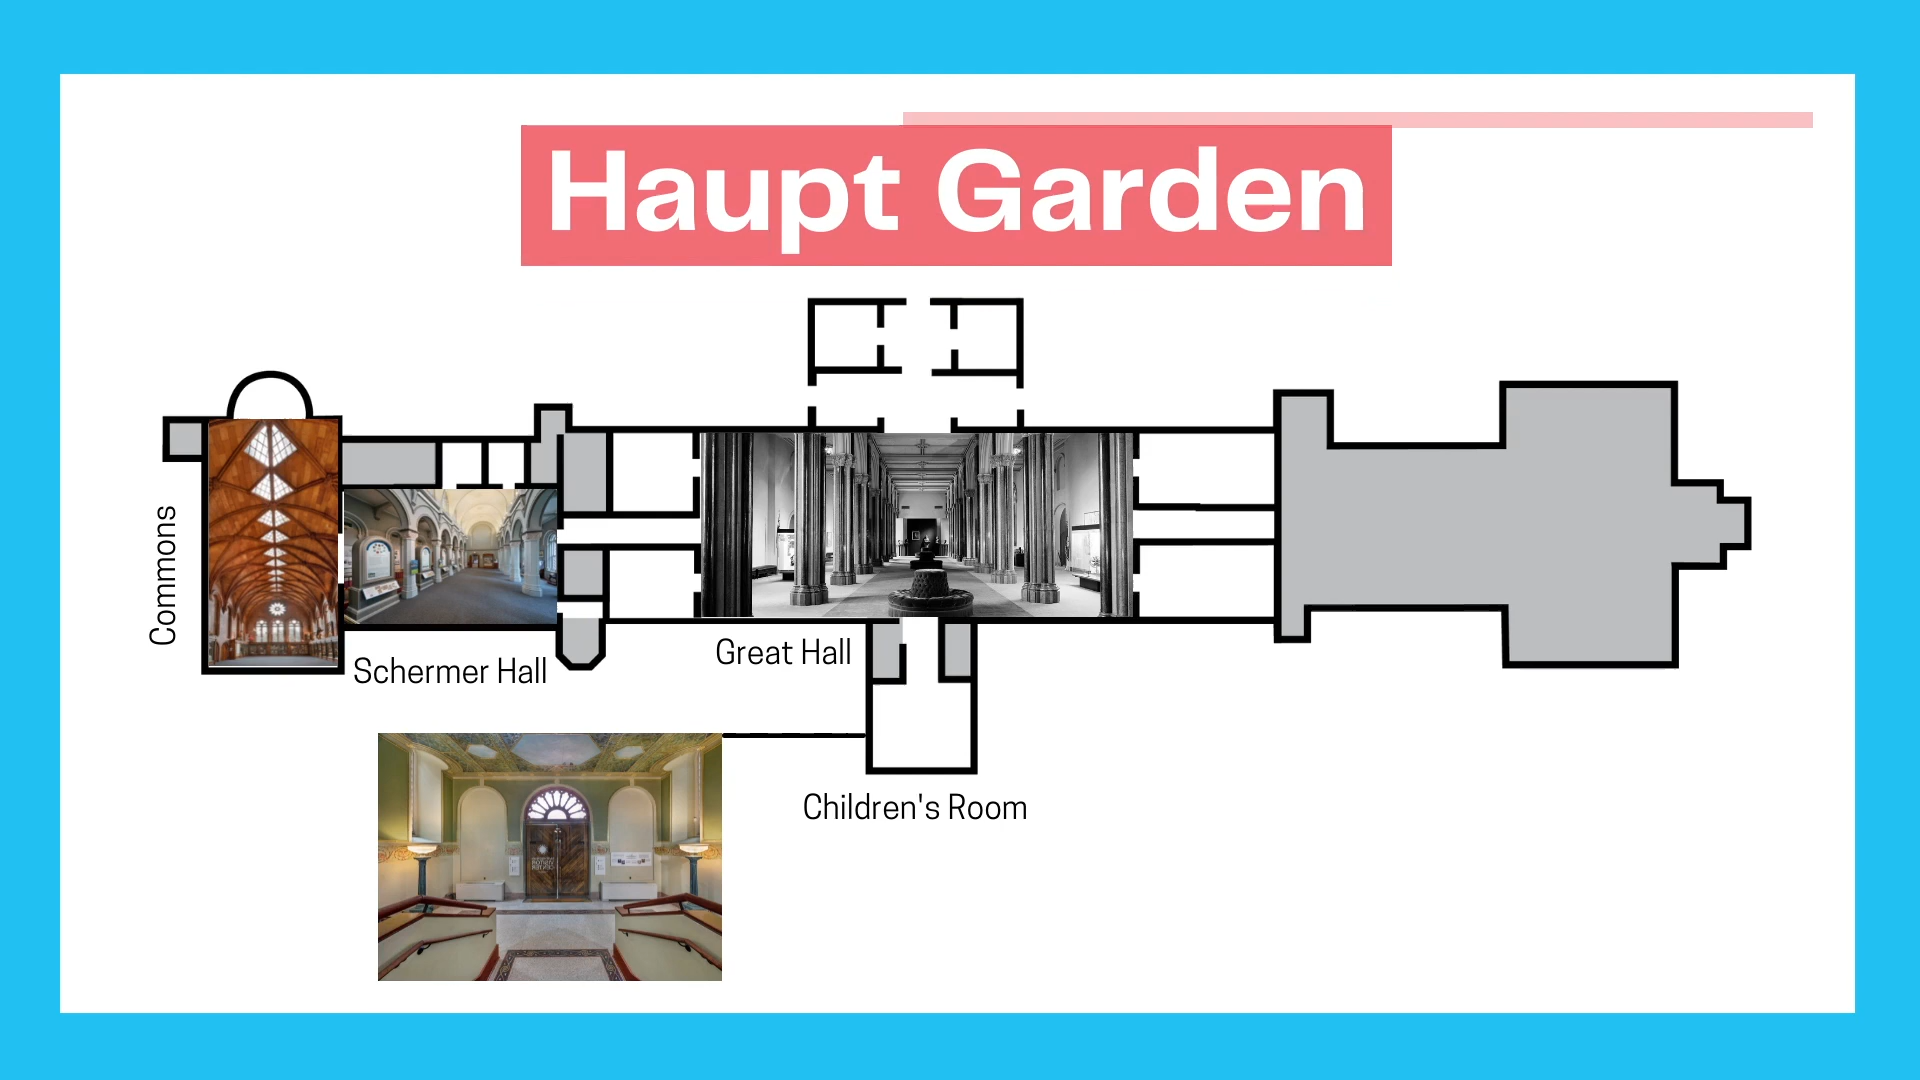 Haupt Garden
Commons
Schermer Hall
Great Hall
Children's Room